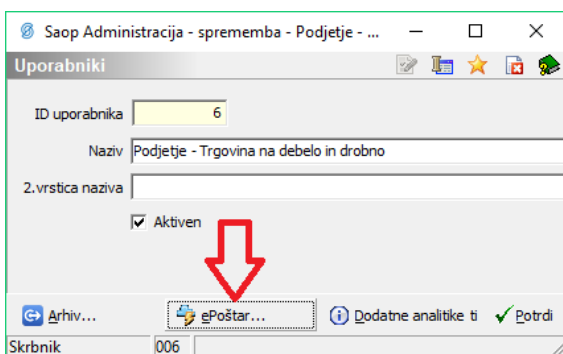 Saop Administracija - sprememba - Podjetje - ...
Uporabniki
ID uporabnika 6
Naziv Podjetje - Trgovina na debelo in drobno
2.vrstica naziva
Aktiven
Arhiv... ePoštar... Dodatne analitike ti Potrdi
Skrbnik 006